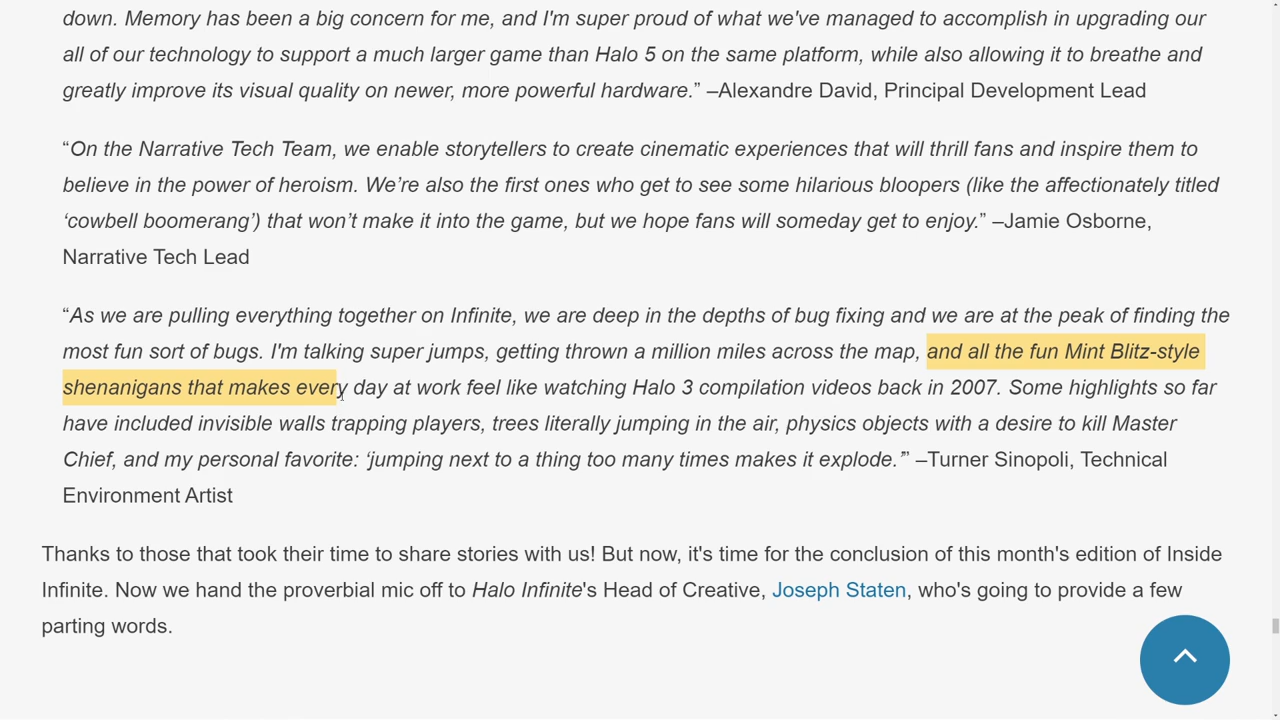 down. Memory has been a big concern for me, and I'm super proud of what we've managed to accomplish in upgrading our
all of our technology to support a much larger game than Halo 5 on the same platform, while also allowing it to breathe and
greatly improve its visual quality on newer, more powerful hardware.” –Alexandre David, Principal Development Lead
“On the Narrative Tech Team, we enable storytellers to create cinematic experiences that will thrill fans and inspire them to
believe in the power of heroism. We’re also the first ones who get to see some hilarious bloopers (like the affectionately titled
‘cowbell boomerang’) that won’t make it into the game, but we hope fans will someday get to enjoy.” –Jamie Osborne,
Narrative Tech Lead
“As we are pulling everything together on Infinite, we are deep in the depths of bug fixing and we are at the peak of finding the
most fun sort of bugs. I'm talking super jumps, getting thrown a million miles across the map, and all the fun Mint Blitz-style
shenanigans that makes every day at work feel like watching Halo 3 compilation videos back in 2007. Some highlights so far
have included invisible walls trapping players, trees literally jumping in the air, physics objects with a desire to kill Master
Chief, and my personal favorite: ‘jumping next to a thing too many times makes it explode.’” –Turner Sinopoli, Technical
Environment Artist
Thanks to those that took their time to share stories with us! But now, it's time for the conclusion of this month's edition of Inside
Infinite. Now we hand the proverbial mic off to Halo Infinite's Head of Creative, Joseph Staten, who's going to provide a few
parting words.